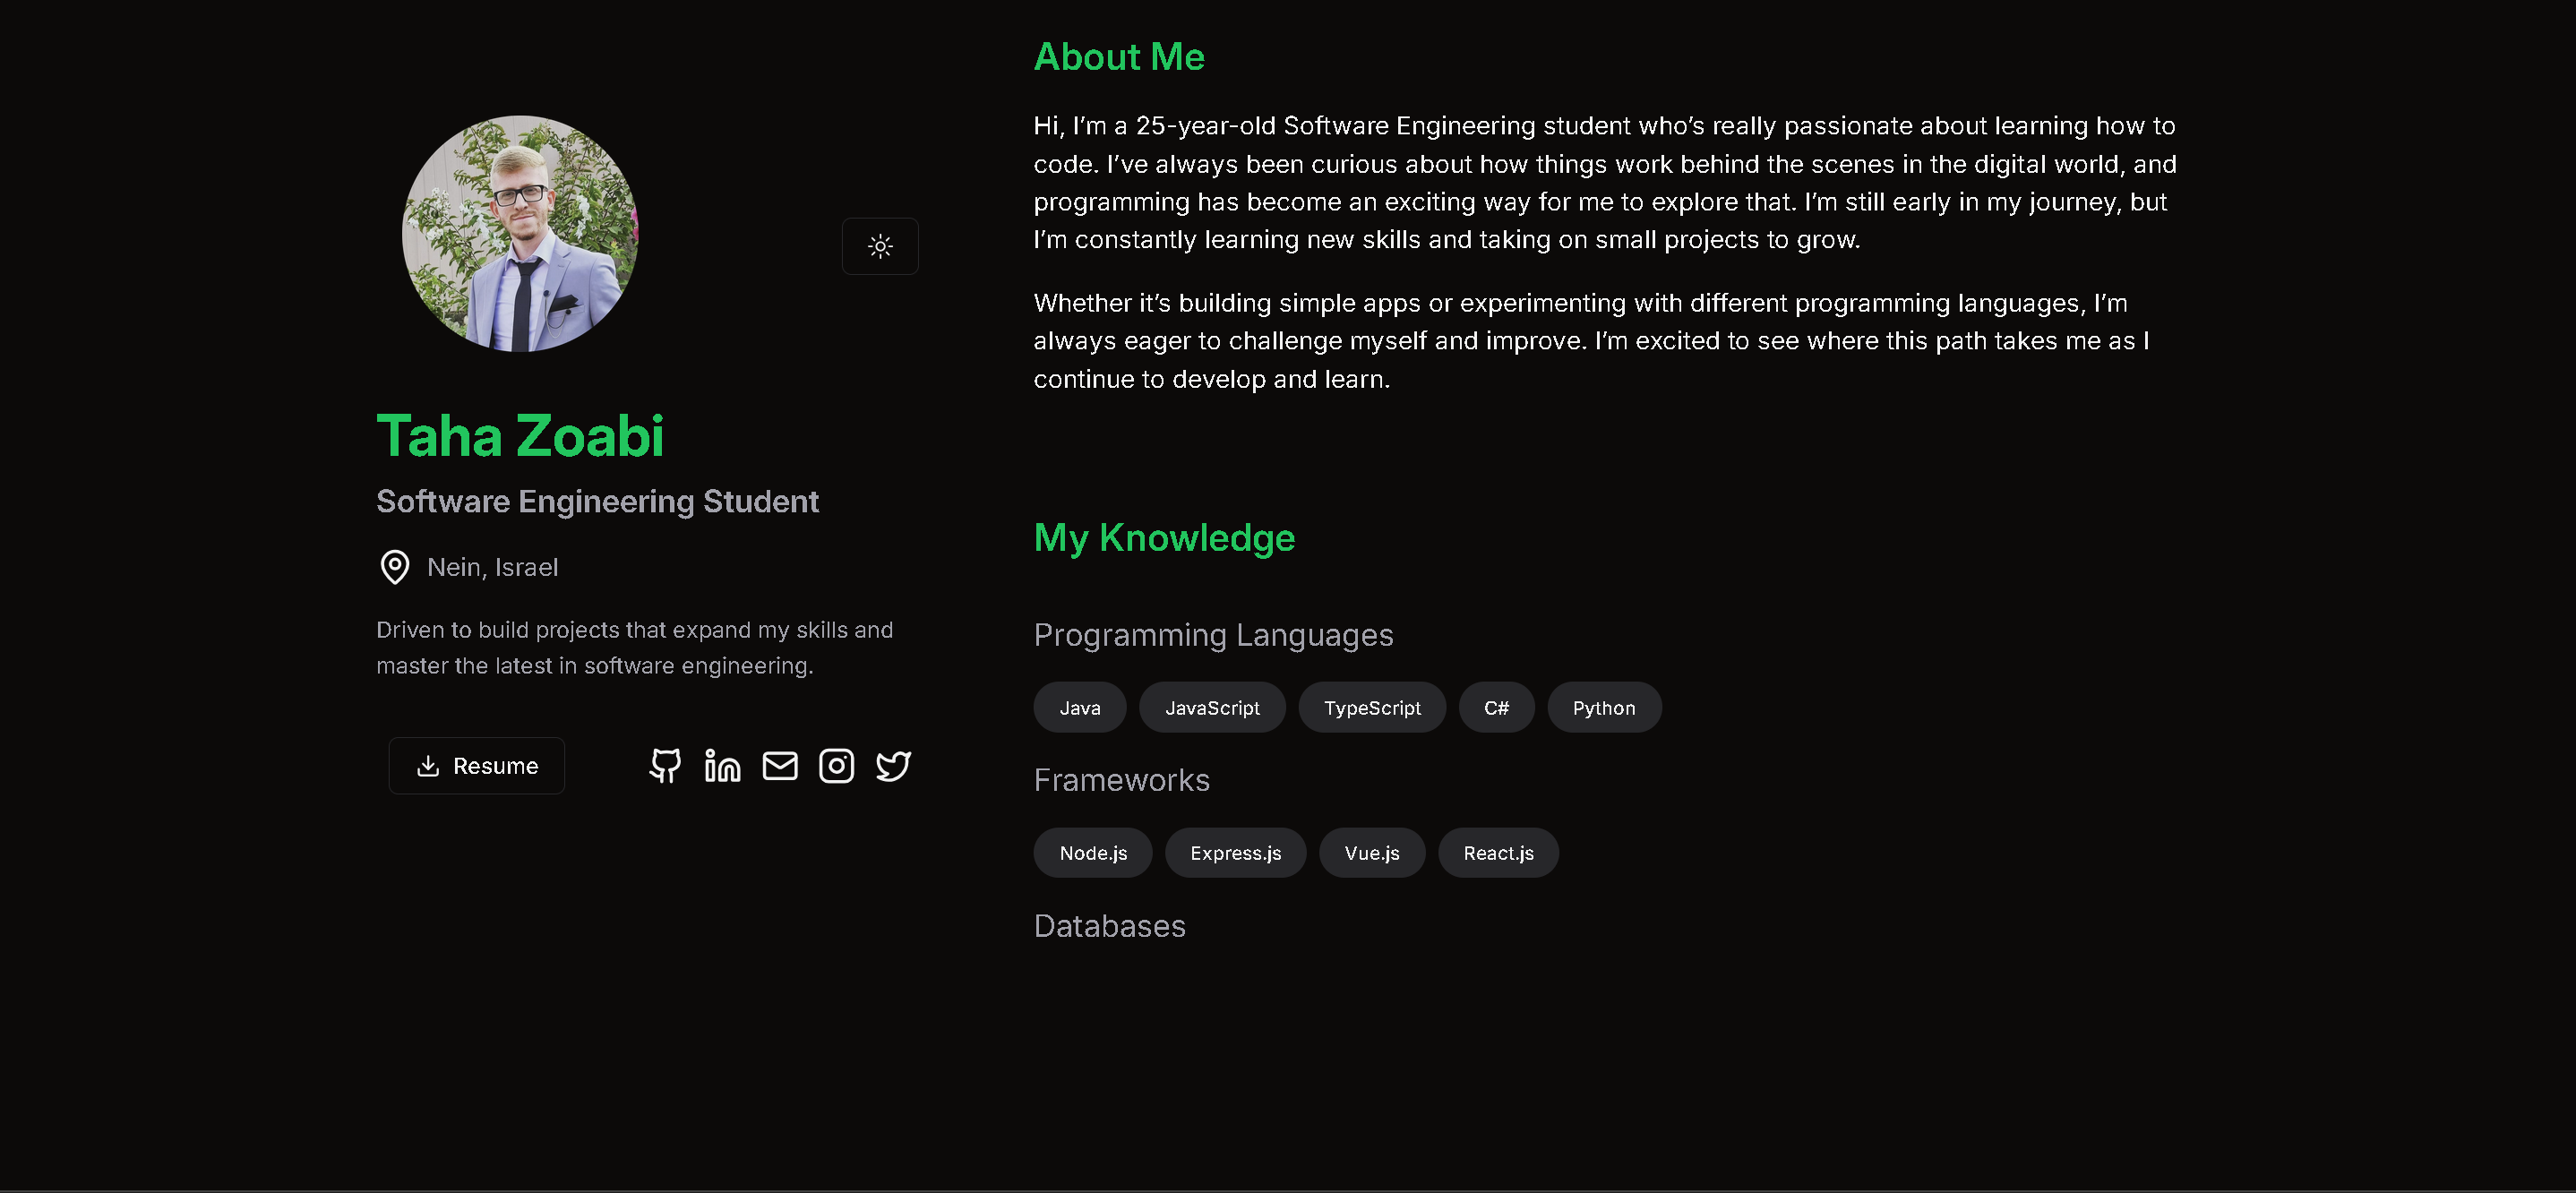 Taha Zoabi
Software Engineering Student
Nein, Israel
Driven to build projects that expand my skills and
master the latest in software engineering.
Resume
About Me
Hi, I’m a 25-year-old Software Engineering student who’s really passionate about learning how to
code. I’ve always been curious about how things work behind the scenes in the digital world, and
programming has become an exciting way for me to explore that. I’m still early in my journey, but
I’m constantly learning new skills and taking on small projects to grow.
Whether it’s building simple apps or experimenting with different programming languages, I’m
always eager to challenge myself and improve. I’m excited to see where this path takes me as I
continue to develop and learn.
My Knowledge
Programming Languages
Java JavaScript TypeScript C# Python
Frameworks
Node.js Express.js Vue.js React.js
Databases